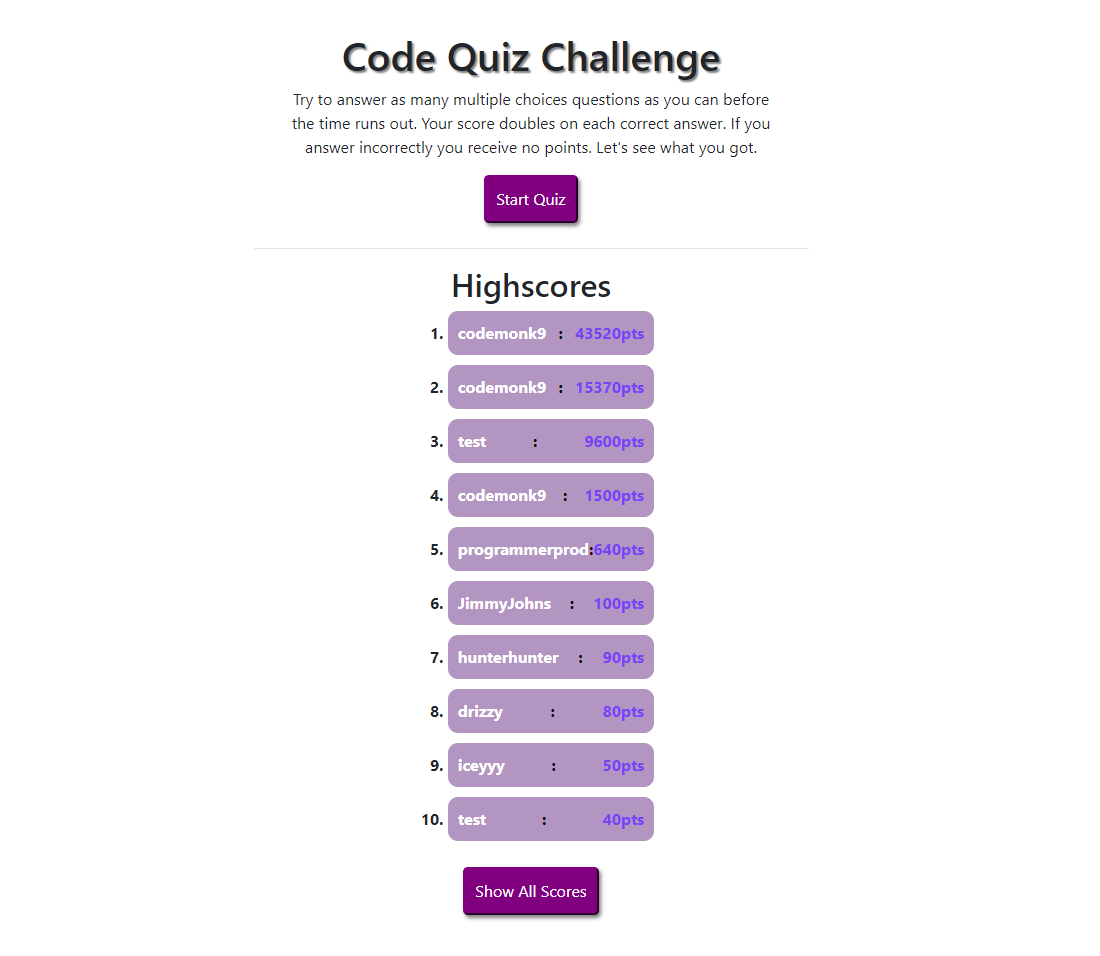 Code Quiz Challenge
Try to answer as many multiple choices questions as you can before
the time runs out. Your score doubles on each correct answer. If you
answer incorrectly you receive no points. Let's see what you got.
Start Quiz
Highscores
1. codemonk9 : 43520pts
2. codemonk9 : 15370pts
3. test : 9600pts
4. codemonk9 : 1500pts
5. programmerprod:640pts
6. JimmyJohns : 100pts
7. hunterhunter : 90pts
8. drizzy : 80pts
9. iceyyy : 50pts
10. test : 40pts
Show All Scores